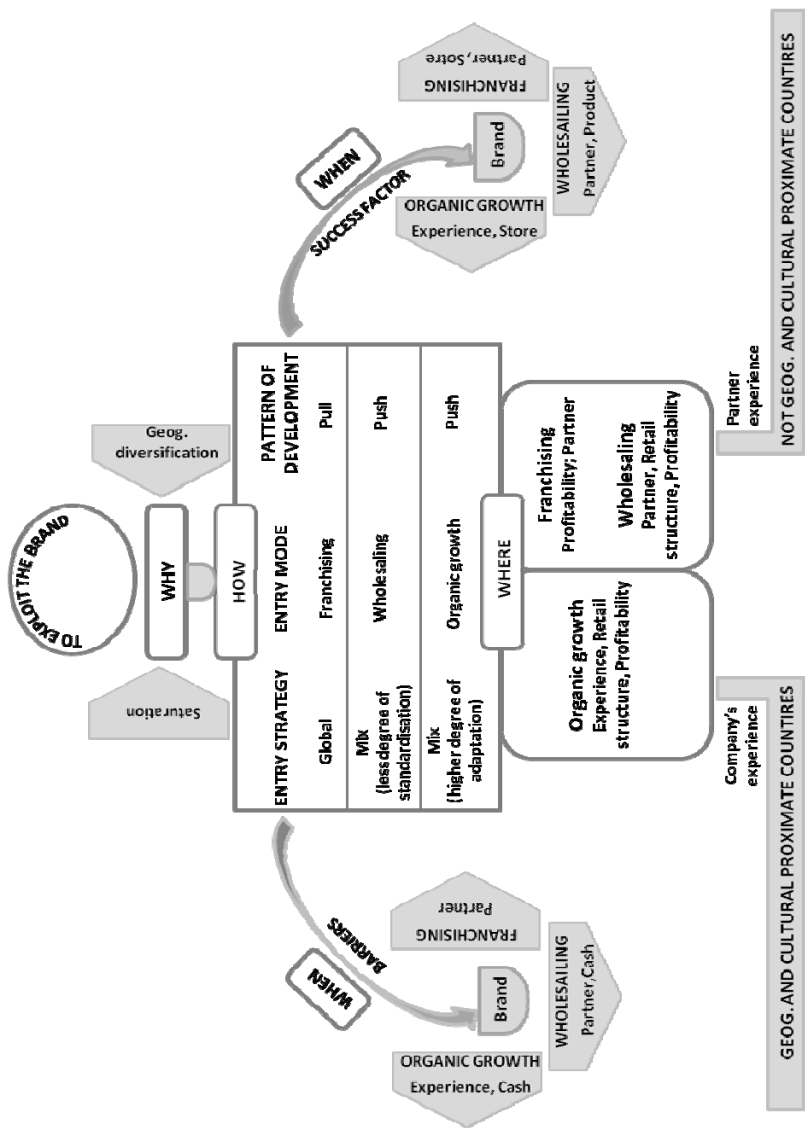 TO EXPLOIT THE BRAND
Saturation
WHY
Geog.
diversification
HOW
ENTRY STRATEGY
ENTRY MODE
PATTERN OF
DEVELOPMENT
Global
Franchising
Pull
Mix
(less degree of
standardisation)
Wholesaling
Push
Mix
(higher degree of
adaptation)
Organic growth
Push
WHEN
BARRIERS
ORGANIC GROWTH
Experience, Cash
Brand
FRANCHISING
Partner
WHOLESAILING
Partner, Cash
WHEN
SUCCESS FACTOR
ORGANIC GROWTH
Experience, Store
Brand
FRANCHISING
Partner, Sotre
WHOLESAILING
Partner, Product
WHERE
Organic growth
Experience, Retail
structure, Profitability
Franchising
Profitability; Partner
Wholesaling
Partner, Retail
structure, Profitability
Company's
experience
Partner
experience
GEOG. AND CULTURAL PROXIMATE COUNTIRES
NOT GEOG. AND CULTURAL PROXIMATE COUNTIRES